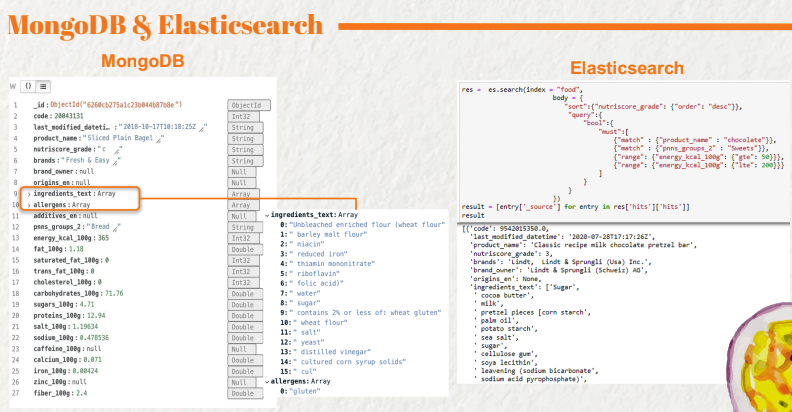 MongoDB & Elasticsearch
MongoDB
Elasticsearch
W {}
1 _id : ObjectId("6260cb275a1c23b044b87b8e") ObjectId
2 code : 20043131 Int32
3 last_modified_dateti… : "2018-10-17T10:18:25Z" String
4 product_name : "Sliced Plain Bagel" String
5 nutriscore_grade : "c" String
6 brands : "Fresh & Easy" String
7 brand_owner : null Null
8 origins_en : null Null
9 > ingredients_text : Array Array
10 > allergens : Array Array
11 additives_en : null Null
12 pnns_groups_2 : "Bread" String
13 energy_kcal_100g : 365 Int32
14 fat_100g : 1.18 Double
15 saturated_fat_100g : 0 Int32
16 trans_fat_100g : 0 Int32
17 cholesterol_100g : 0 Int32
18 carbohydrates_100g : 71.76 Double
19 sugars_100g : 4.71 Double
20 proteins_100g : 12.94 Double
21 salt_100g : 1.19634 Double
22 sodium_100g : 0.478536 Double
23 caffeine_100g : null Null
24 calcium_100g : 0.071 Double
25 iron_100g : 0.00424 Double
26 zinc_100g : null Null
27 fiber_100g : 2.4 Double
ingredients_text: Array
0: "Unbleached enriched flour (wheat flour"
1: " barley malt flour"
2: " niacin"
3: " reduced iron"
4: " thiamin mononitrate"
5: " riboflavin"
6: " folic acid)"
7: " water"
8: " sugar"
9: " contains 2% or less of: wheat gluten"
10: " wheat flour"
11: " salt"
12: " yeast"
13: " distilled vinegar"
14: " cultured corn syrup solids"
15: " cul"
allergens: Array
0: "gluten"
res = es.search(index = "food",
body = {
"sort":{"nutriscore_grade": {"order": "desc"}},
"query":{
"bool":{
"must":[
{"match" : {"product_name" : "chocolate"}},
{"match" : {"pnns_groups_2" : "Sweets"}},
{"range": {"energy_kcal_100g": {"gte": 50}}},
{"range": {"energy_kcal_100g": {"lte": 200}}}
]
}
}
})
result = [entry['_source'] for entry in res['hits']['hits']]
result
[{'code': 9542015350.0,
'last_modified_datetime': '2020-07-28T17:17:26Z',
'product_name': 'Classic recipe milk chocolate pretzel bar',
'nutriscore_grade': 3,
'brands': 'Lindt, Lindt & Sprungli (Usa) Inc.',
'brand_owner': 'Lindt & Sprungli (Schweiz) AG',
'origins_en': None,
'ingredients_text': ['Sugar',
' cocoa butter',
' milk',
' pretzel pieces [corn starch',
' palm oil',
' potato starch',
' sea salt',
' sugar',
' cellulose gum',
' soya lecithin',
' leavening (sodium bicarbonate',
' sodium acid pyrophosphate)',